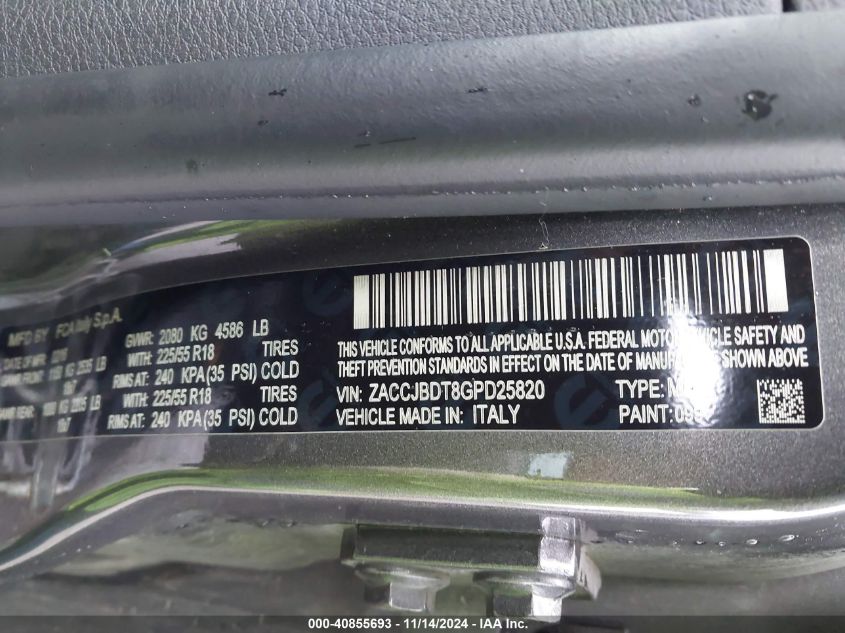 MFD BY: FCA Italy S.p.A.
GWWR: 2080 KG 4586 LB
WITH: 225/55 R18 TIRES
RIMS AT: 240 KPA(35 PSI) COLD
WITH: 225/55 R18 TIRES
RIMS AT: 240 KPA(35 PSI) COLD
THIS VEHICLE CONFORMS TO ALL APPLICABLE U.S.A. FEDERAL MOTOR VEHICLE SAFETY AND
THEFT PREVENTION STANDARDS IN EFFECT ON THE DATE OF MANUFACTURE SHOWN ABOVE
VIN: ZACCJBDT8GPD25820 TYPE:
VEHICLE MADE IN: ITALY PAINT:
000-40855693 - 11/14/2024 - IAA Inc.